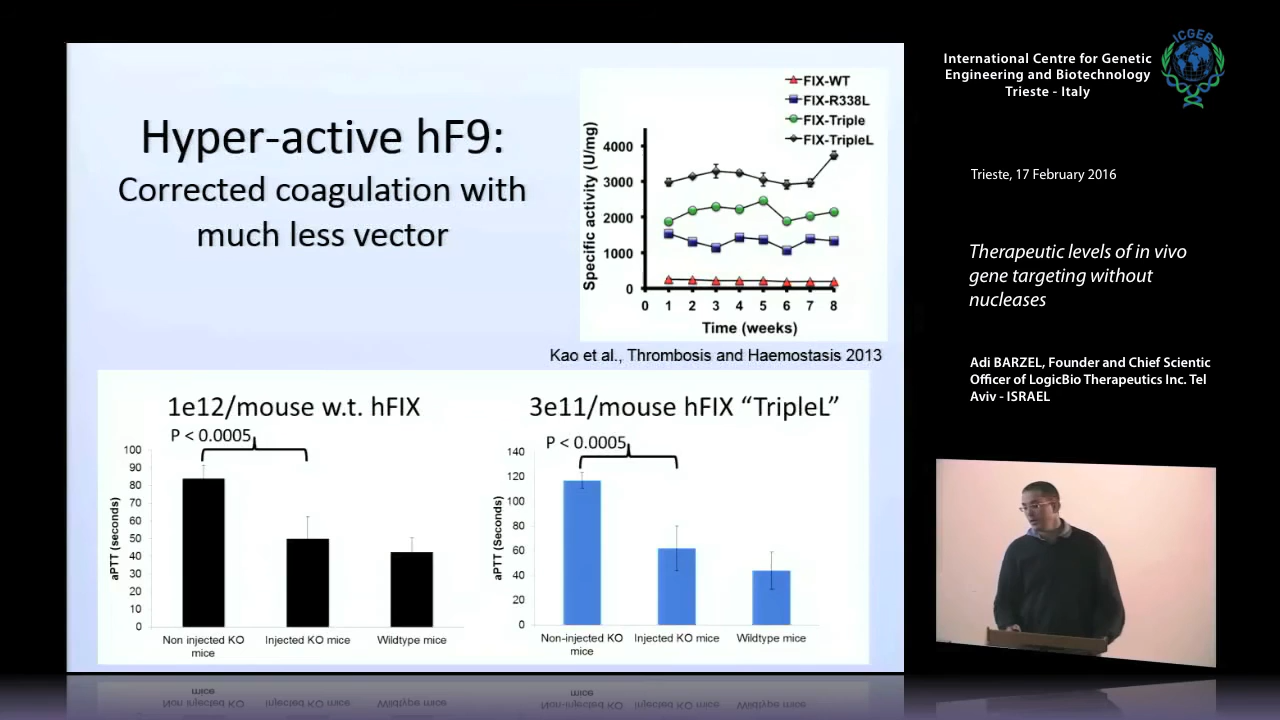 Hyper-active hF9:
Corrected coagulation with
much less vector
FIX-WT
FIX-R338L
FIX-Triple
FIX-TripleL
Specific activity (U/mg)
4000
3000
2000
1000
0
0 1 2 3 4 5 6 7 8
Time (weeks)
Kao et al., Thrombosis and Haemostasis 2013
1e12/mouse w.t. hFIX
P < 0.0005
aPTT (seconds)
100
90
80
70
60
50
40
30
20
10
0
Non injected KO mice
Injected KO mice
Wildtype mice
3e11/mouse hFIX “TripleL”
P < 0.0005
aPTT (Seconds)
140
120
100
80
60
40
20
0
Non-injected KO mice
Injected KO mice
Wildtype mice
International Centre for Genetic
Engineering and Biotechnology
Trieste - Italy
ICGEB
Trieste, 17 February 2016
Therapeutic levels of in vivo
gene targeting without
nucleases
Adi BARZEL, Founder and Chief Scientic
Officer of LogicBio Therapeutics Inc. Tel
Aviv - ISRAEL